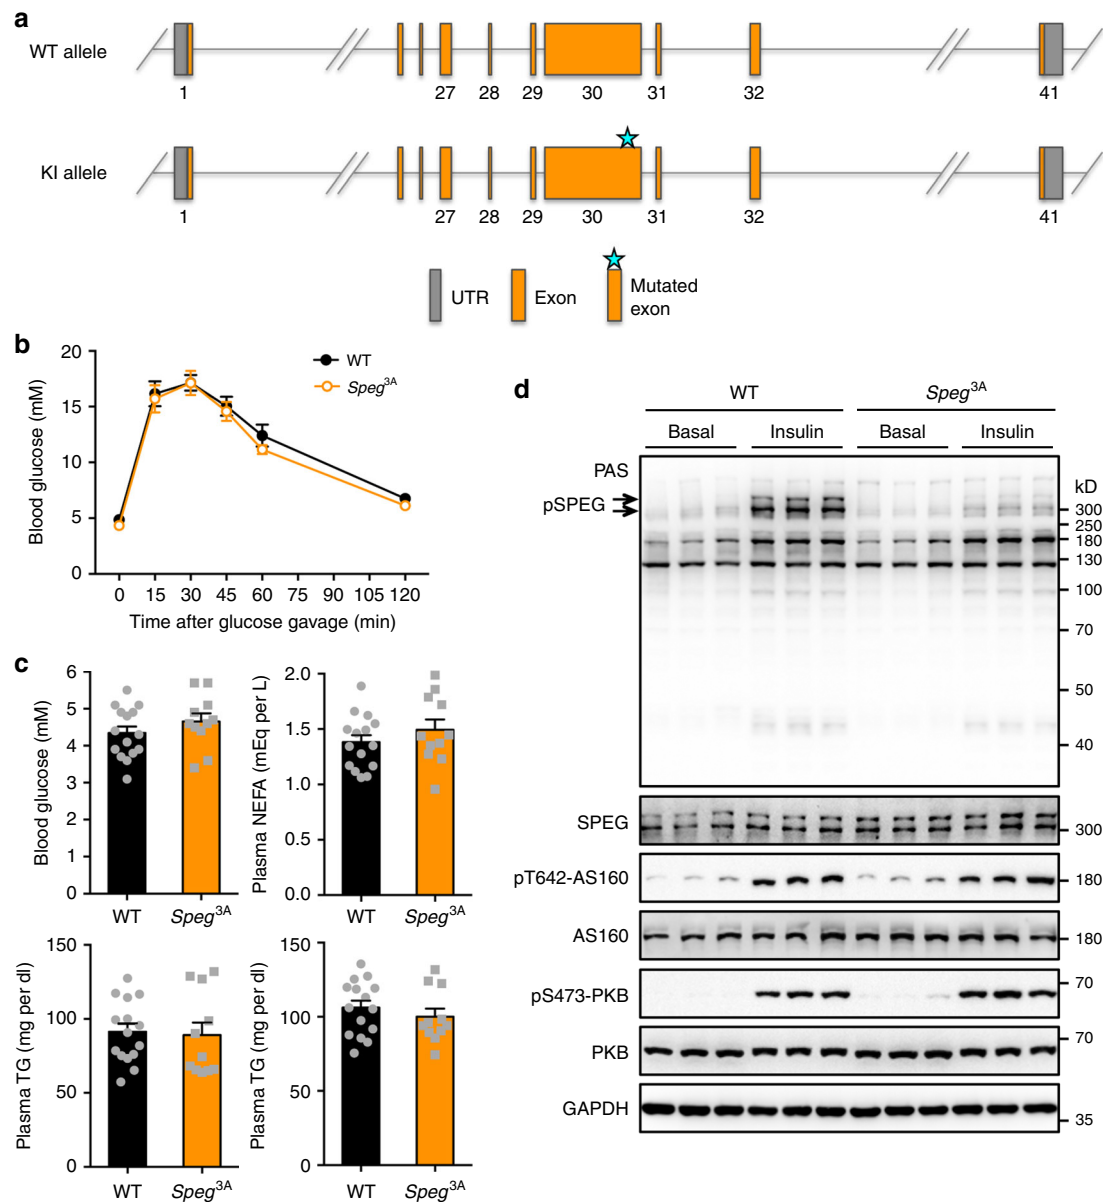 a
WT allele
1 27 28 29 30 31 32 41
KI allele
1 27 28 29 30 31 32 41
UTR
Exon
Mutated
exon
b
20
15
10
5
0
Blood glucose (mM)
WT
Speg3A
0 15 30 45 60 75 90 105 120
Time after glucose gavage (min)
c
6
5
4
3
2
1
0
Blood glucose (mM)
WT Speg3A
2.0
1.5
1.0
0.5
0.0
Plasma NEFA (mEq per L)
WT Speg3A
150
100
50
0
Plasma TG (mg per dl)
WT Speg3A
150
100
50
0
Plasma TG (mg per dl)
WT Speg3A
d
WT Speg3A
Basal Insulin Basal Insulin
PAS
kD
pSPEG
300
250
180
130
100
70
50
40
SPEG 300
pT642-AS160 180
AS160 180
pS473-PKB 70
PKB 70
GAPDH 35